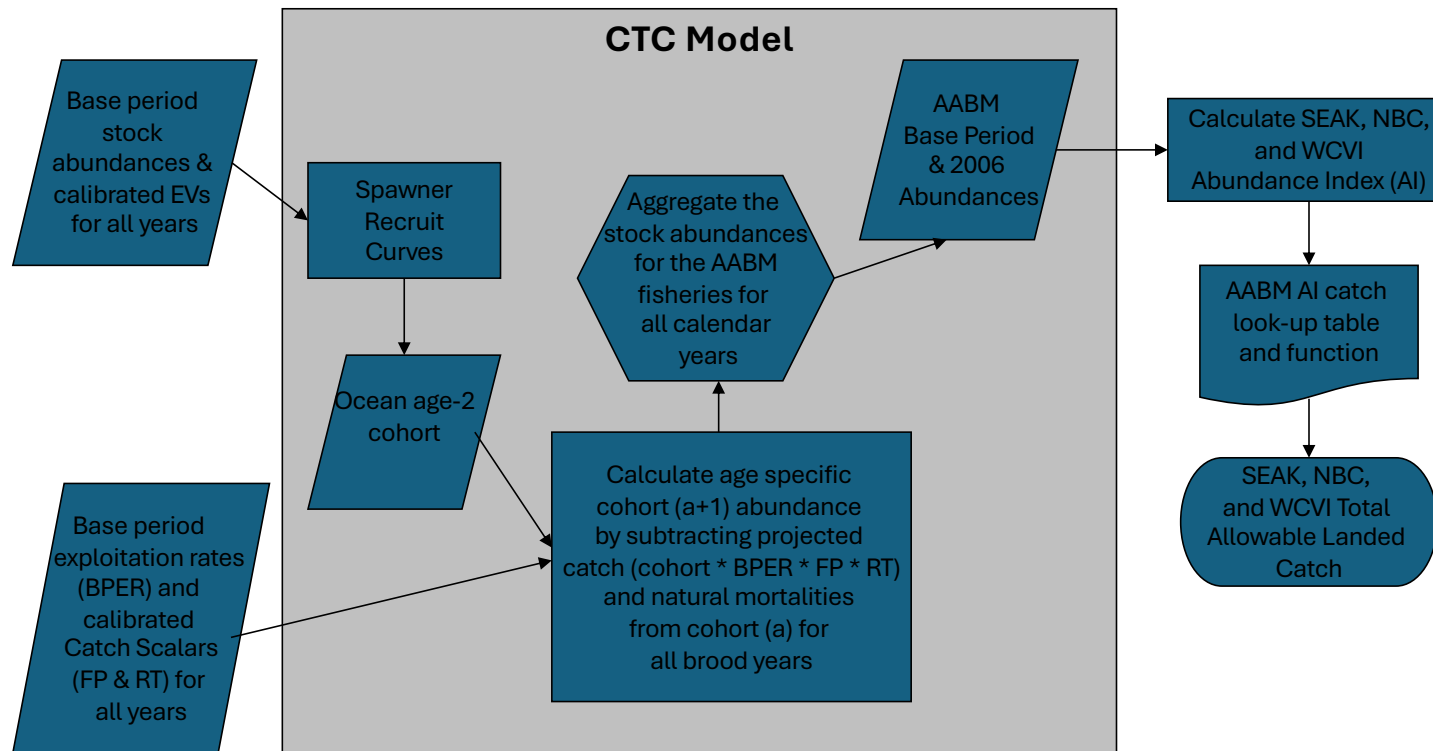 CTC Model
Base period
stock
abundances &
calibrated EVs
for all years
Spawner
Recruit
Curves
Ocean age-2
cohort
Base period
exploitation rates
(BPER) and
calibrated
Catch Scalars
(FP & RT) for
all years
Calculate age specific
cohort (a+1) abundance
by subtracting projected
catch (cohort * BPER * FP * RT)
and natural mortalities
from cohort (a) for
all brood years
Aggregate the
stock abundances
for the AABM
fisheries for
all calendar
years
AABM
Base Period
& 2006
Abundances
Calculate SEAK, NBC,
and WCVI
Abundance Index (AI)
AABM AI catch
look-up table
and function
SEAK, NBC,
and WCVI Total
Allowable Landed
Catch